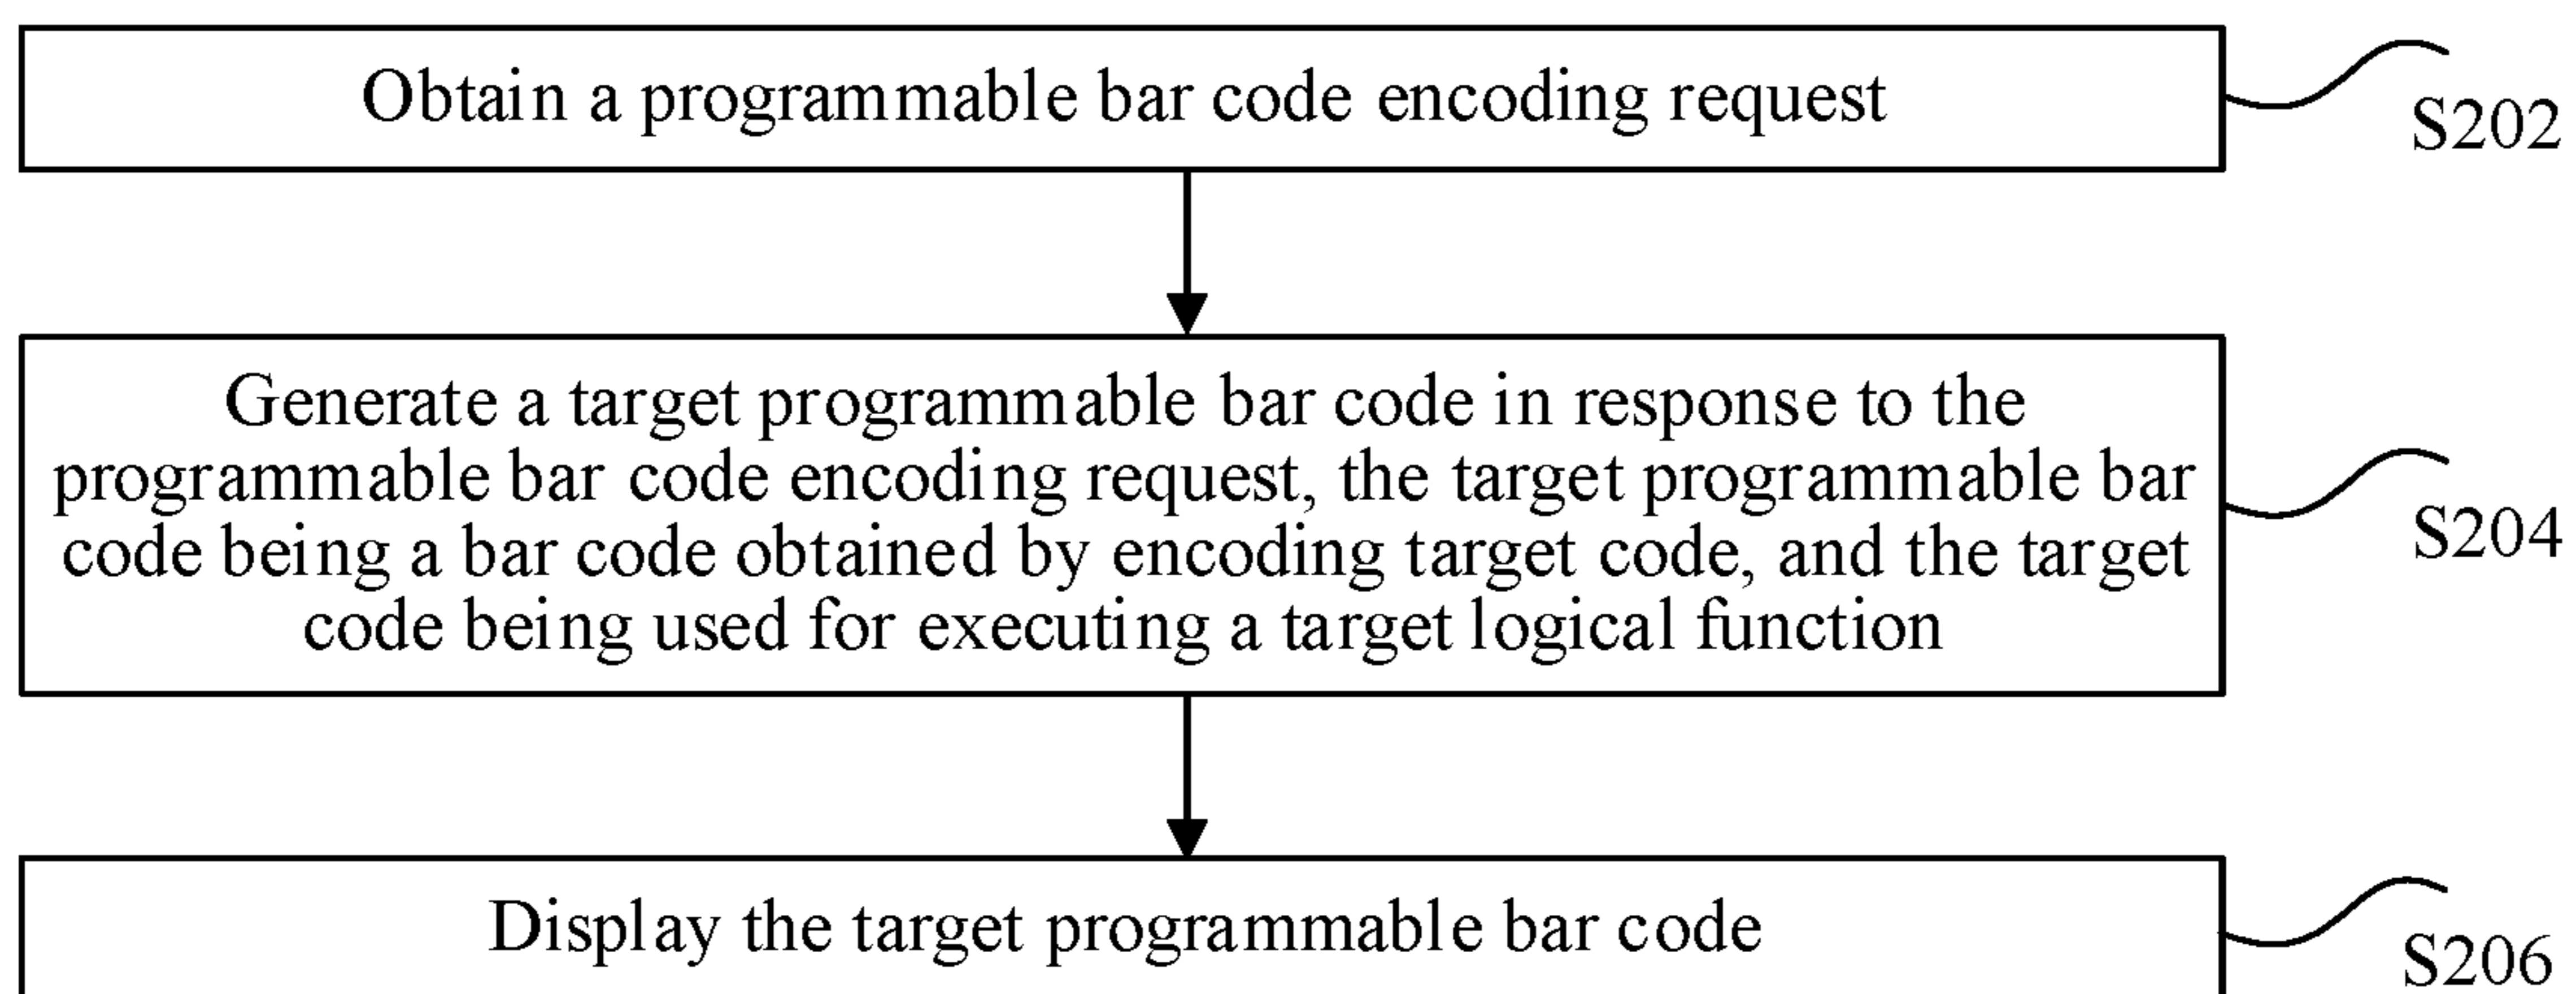 Obtain a programmable bar code encoding request
S202
Generate a target programmable bar code in response to the
programmable bar code encoding request, the target programmable bar
code being a bar code obtained by encoding target code, and the target
code being used for executing a target logical function
S204
Display the target programmable bar code
S206